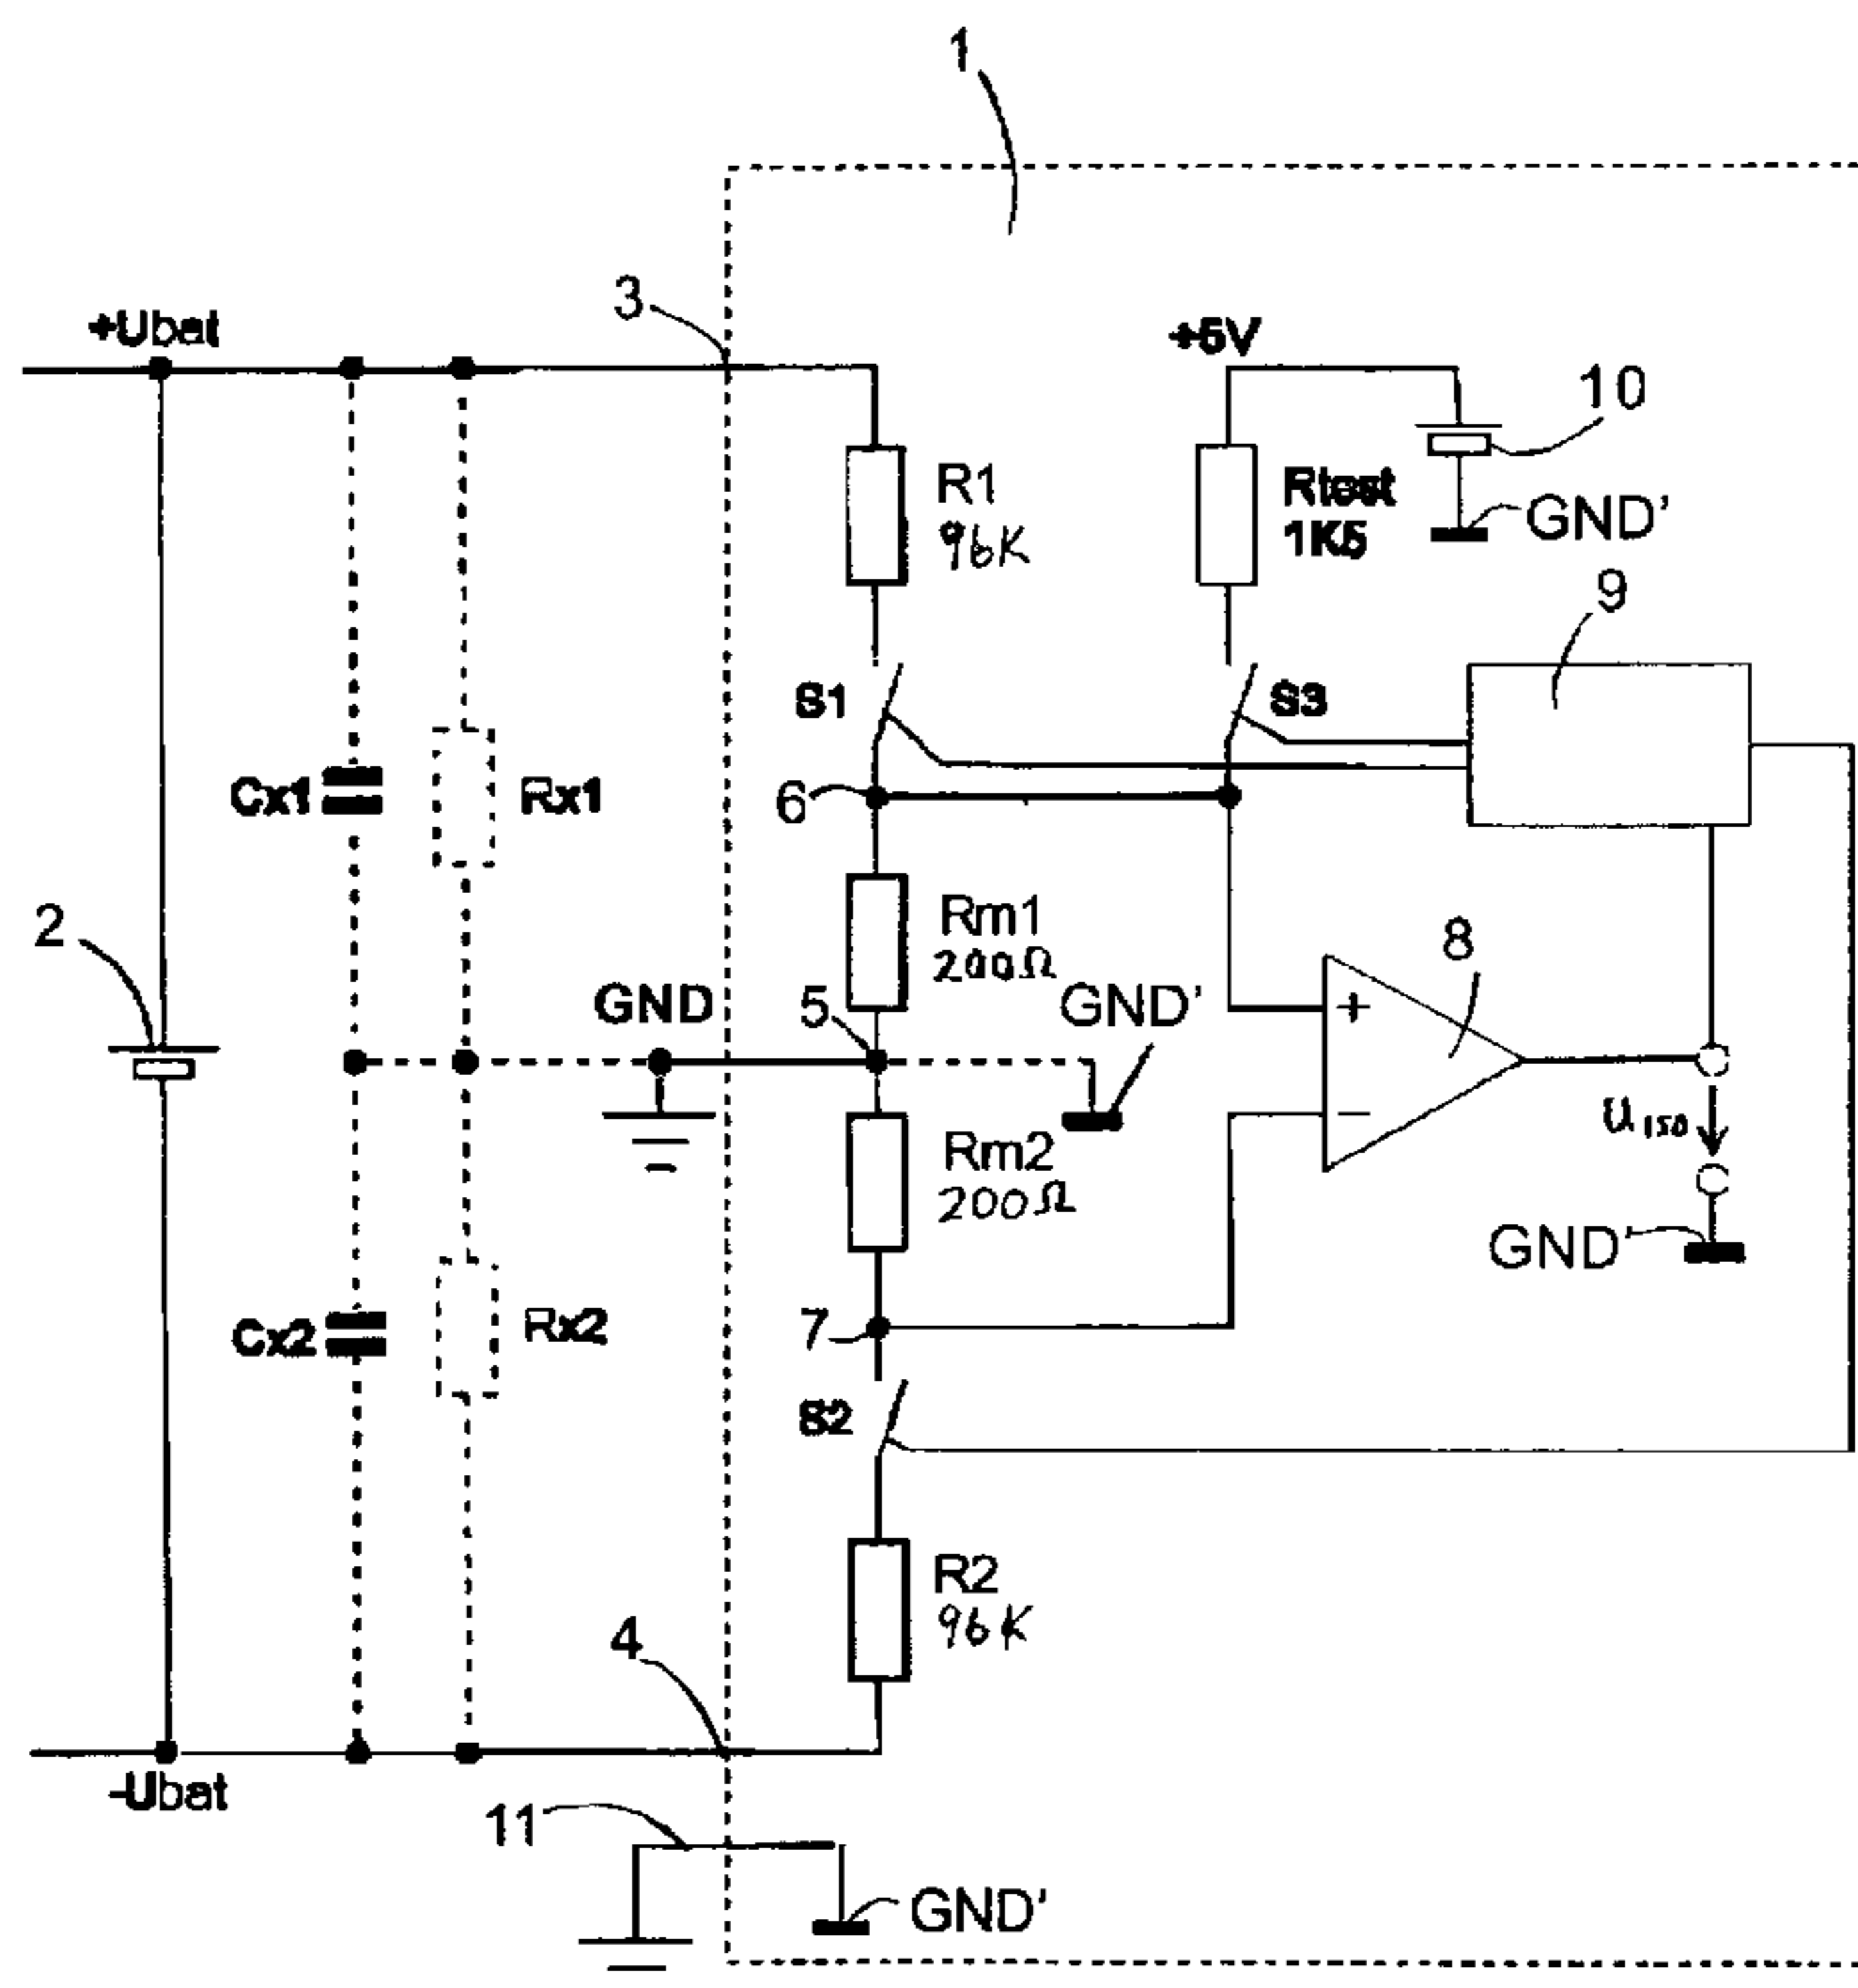 1
3
+Ubat
+5V
10
R1
96K
Rtest
1K5
GND'
9
S1
S3
Cx1
Rx1
6
2
Rm1
200Ω
8
GND
5
GND'
+
Rm2
200Ω
−
U ISO
GND'
Cx2
Rx2
7
S2
R2
96K
4
-Ubat
11
GND'